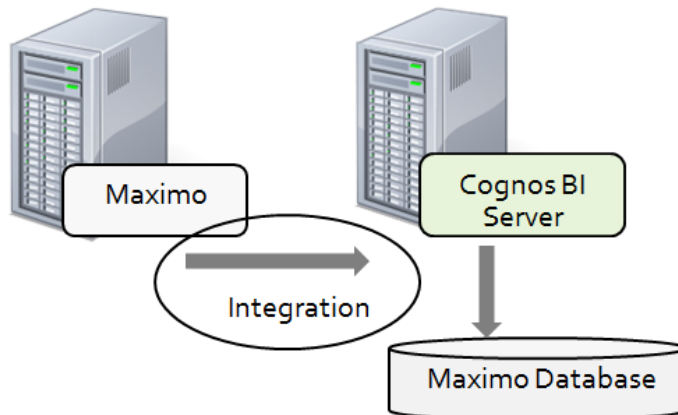 Maximo
Cognos BI
Server
Integration
Maximo Database